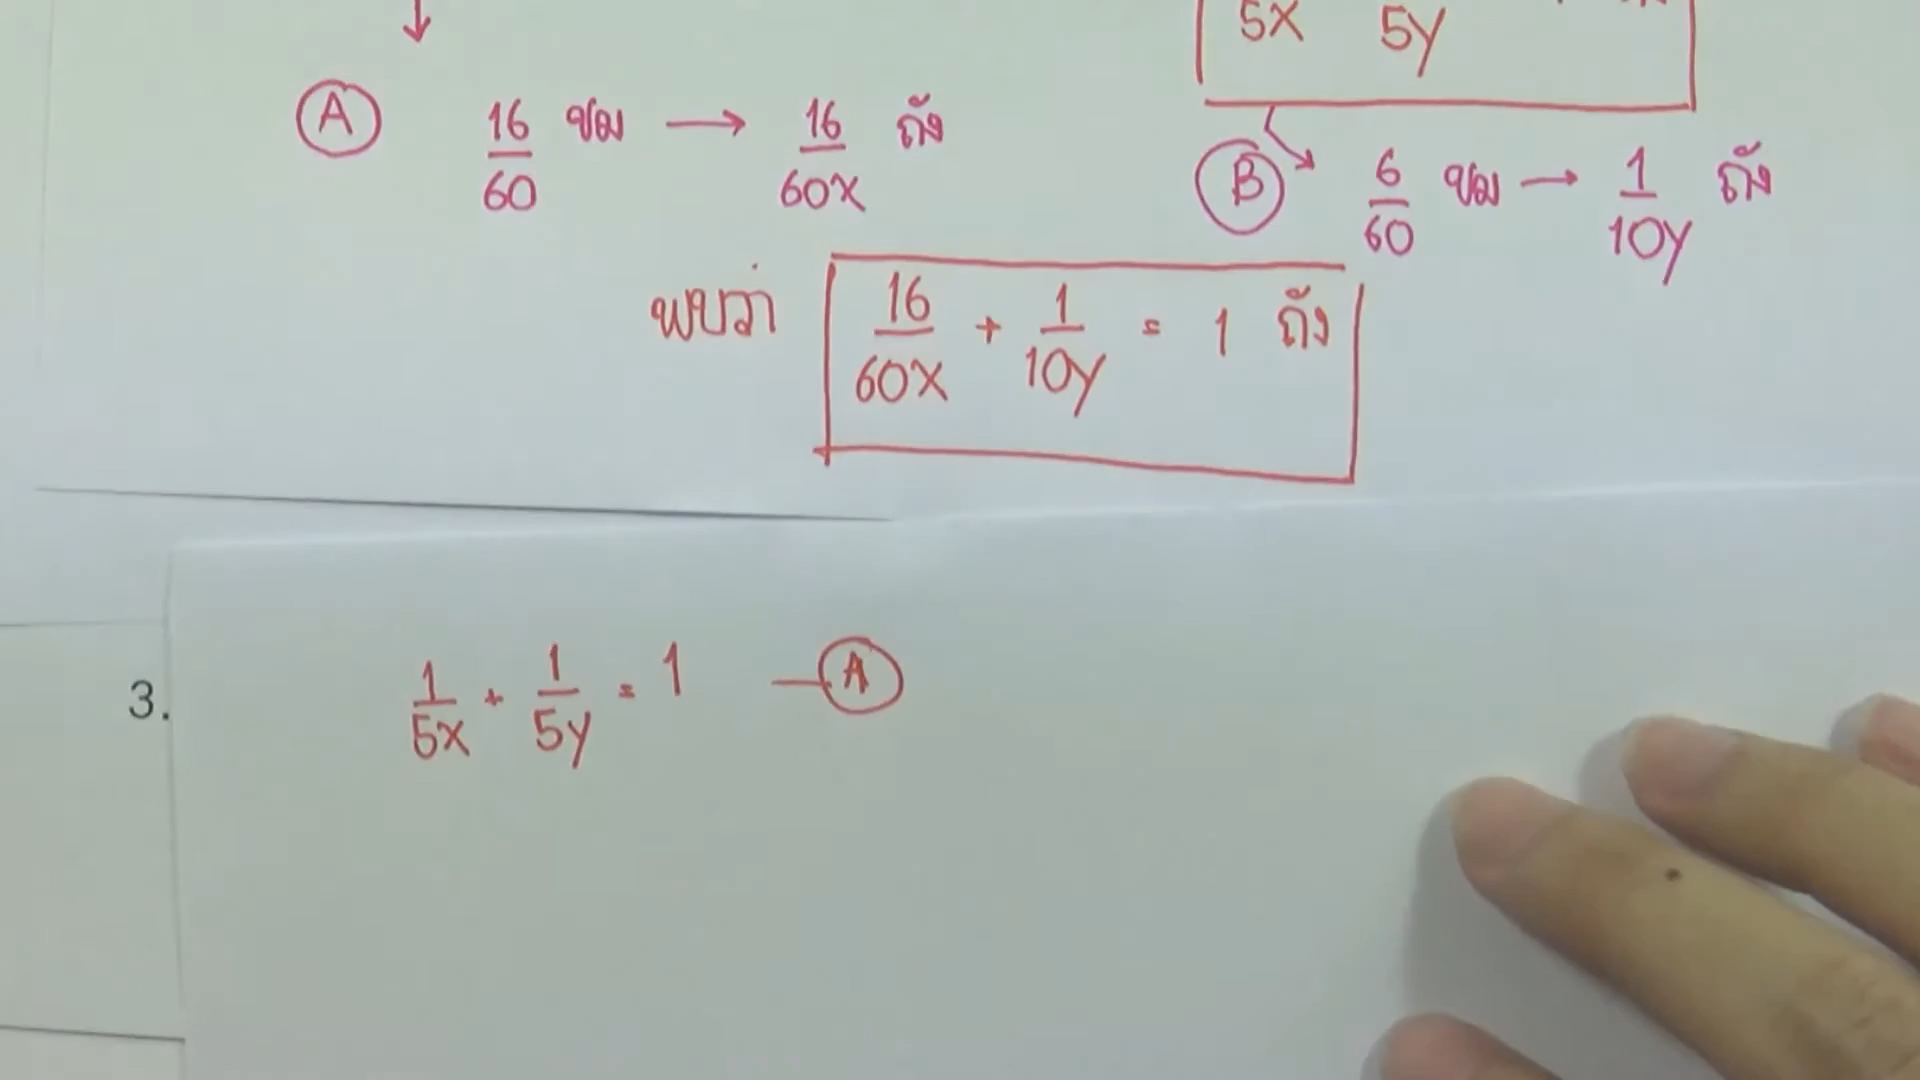 5x 5y
A 16/60 ชม → 16/60x ถัง
B 6/60 ชม → 1/10y ถัง
พบว่า 16/60x + 1/10y = 1 ถัง
3. 1/5x + 1/5y = 1 — A